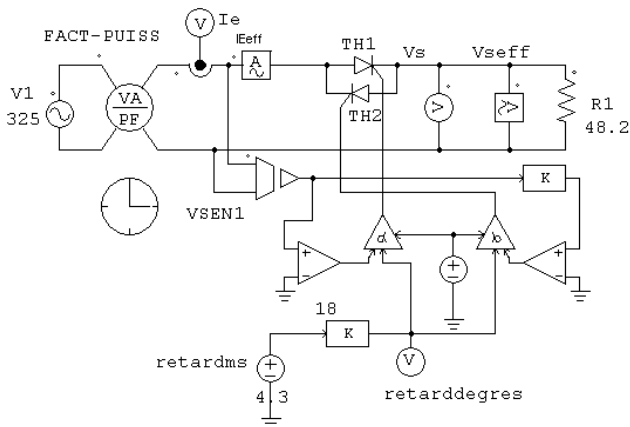 FACT-PUISS
V
Ie
IEeff
A
TH1
Vs
Vseff
V1
325
VA
PF
TH2
V
V
R1
48.2
VSEN1
K
α
α
18
K
retardms
4.3
V
retarddegres